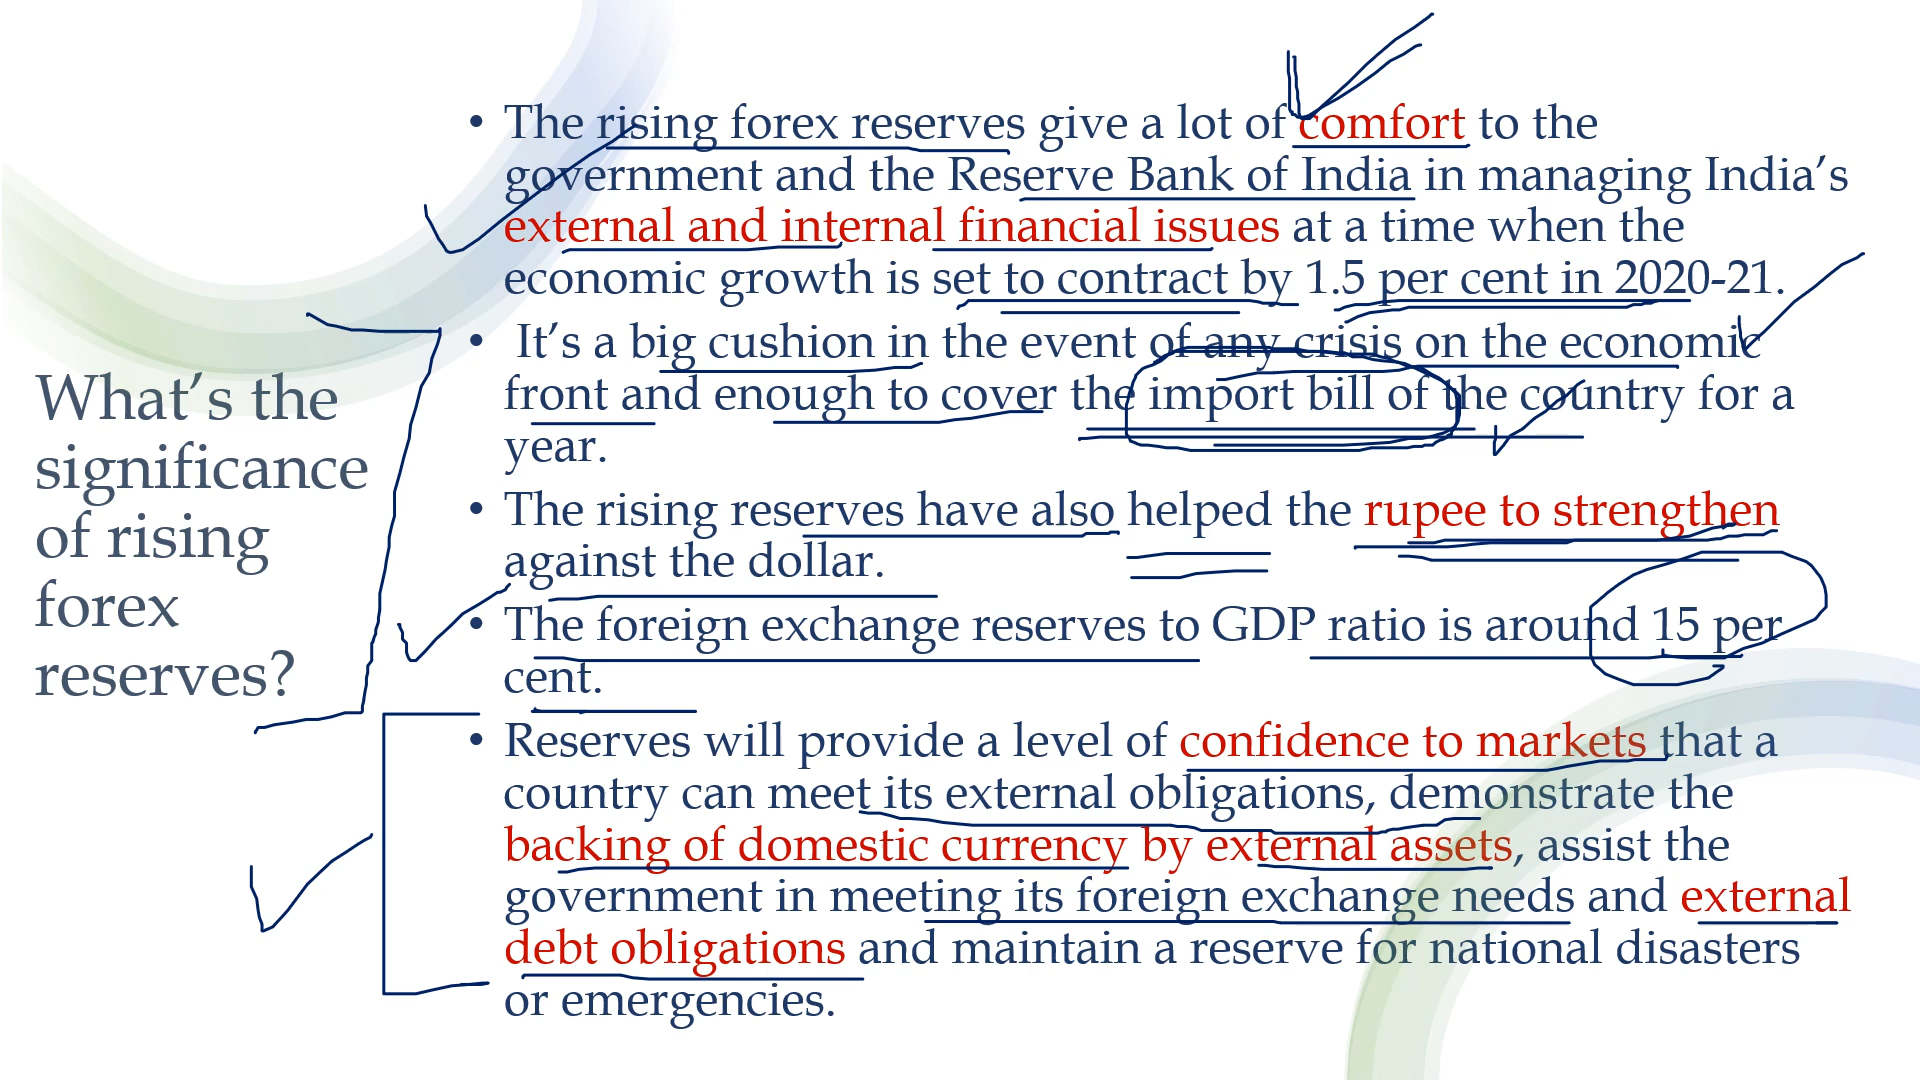 What’s the
significance
of rising
forex
reserves?
• The rising forex reserves give a lot of comfort to the
government and the Reserve Bank of India in managing India’s
external and internal financial issues at a time when the
economic growth is set to contract by 1.5 per cent in 2020-21.
• It’s a big cushion in the event of any crisis on the economic
front and enough to cover the import bill of the country for a
year.
• The rising reserves have also helped the rupee to strengthen
against the dollar.
• The foreign exchange reserves to GDP ratio is around 15 per
cent.
• Reserves will provide a level of confidence to markets that a
country can meet its external obligations, demonstrate the
backing of domestic currency by external assets, assist the
government in meeting its foreign exchange needs and external
debt obligations and maintain a reserve for national disasters
or emergencies.